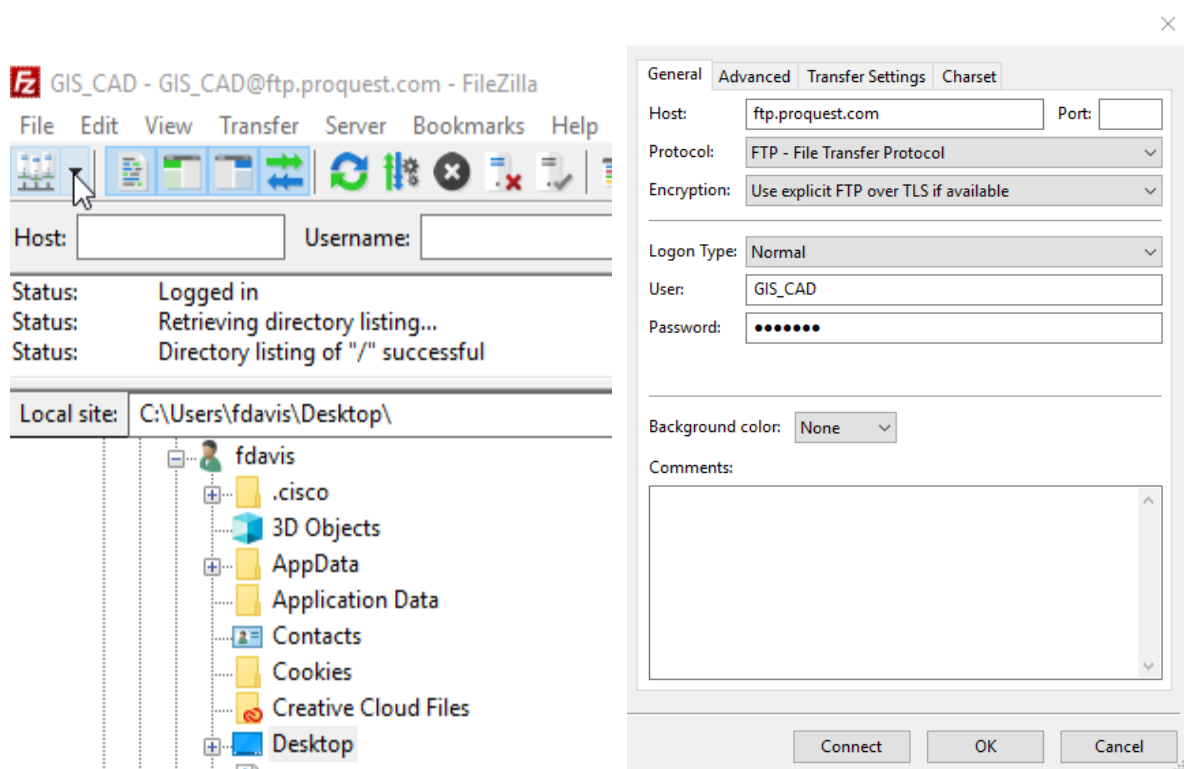 GIS_CAD - GIS_CAD@ftp.proquest.com - FileZilla
File Edit View Transfer Server Bookmarks Help
Host: Username:
Status: Logged in
Status: Retrieving directory listing...
Status: Directory listing of "/" successful
Local site: C:\Users\fdavis\Desktop\
fdavis
.cisco
3D Objects
AppData
Application Data
Contacts
Cookies
Creative Cloud Files
Desktop
General Advanced Transfer Settings Charset
Host: ftp.proquest.com Port:
Protocol: FTP - File Transfer Protocol
Encryption: Use explicit FTP over TLS if available
Logon Type: Normal
User: GIS_CAD
Password: •••••••
Background color: None
Comments:
Connect OK Cancel